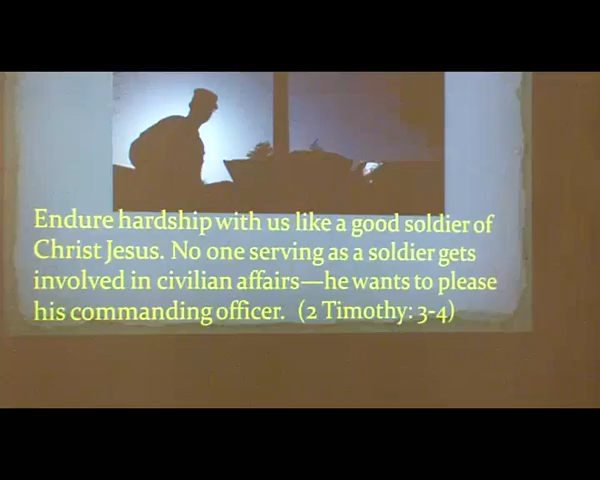 Endure hardship with us like a good soldier of
Christ Jesus. No one serving as a soldier gets
involved in civilian affairs—he wants to please
his commanding officer. (2 Timothy: 3-4)